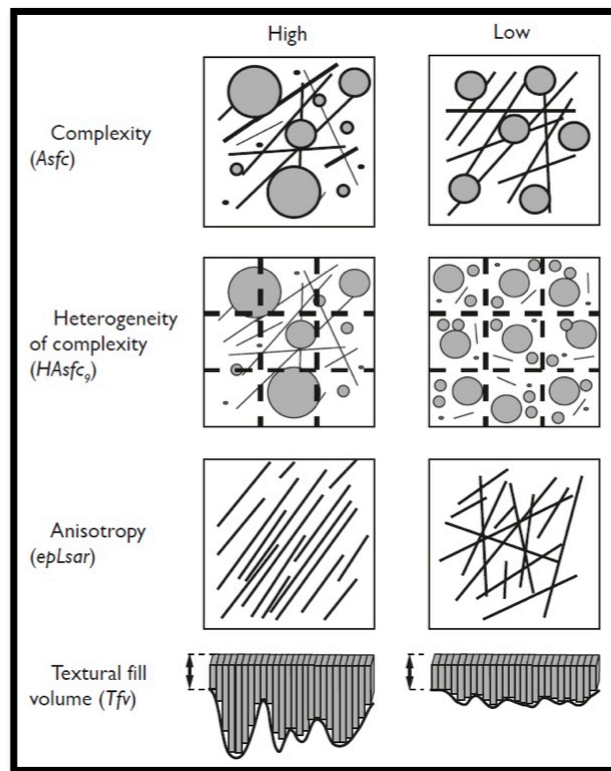 High
Low
Complexity
(Asfc)
Heterogeneity
of complexity
(HAsfc₉)
Anisotropy
(epLsar)
Textural fill
volume (Tfv)